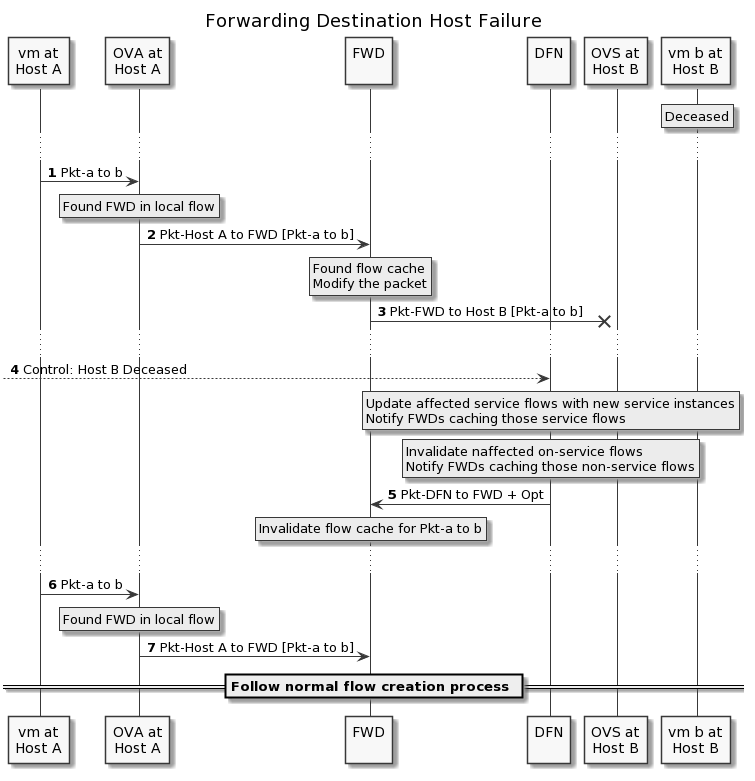 Forwarding Destination Host Failure
vm at
Host A
OVA at
Host A
FWD
DFN
OVS at
Host B
vm b at
Host B
Deceased
1 Pkt-a to b
Found FWD in local flow
2 Pkt-Host A to FWD [Pkt-a to b]
Found flow cache
Modify the packet
3 Pkt-FWD to Host B [Pkt-a to b]
4 Control: Host B Deceased
Update affected service flows with new service instances
Notify FWDs caching those service flows
Invalidate naffected on-service flows
Notify FWDs caching those non-service flows
5 Pkt-DFN to FWD + Opt
Invalidate flow cache for Pkt-a to b
6 Pkt-a to b
Found FWD in local flow
7 Pkt-Host A to FWD [Pkt-a to b]
Follow normal flow creation process
vm at
Host A
OVA at
Host A
FWD
DFN
OVS at
Host B
vm b at
Host B